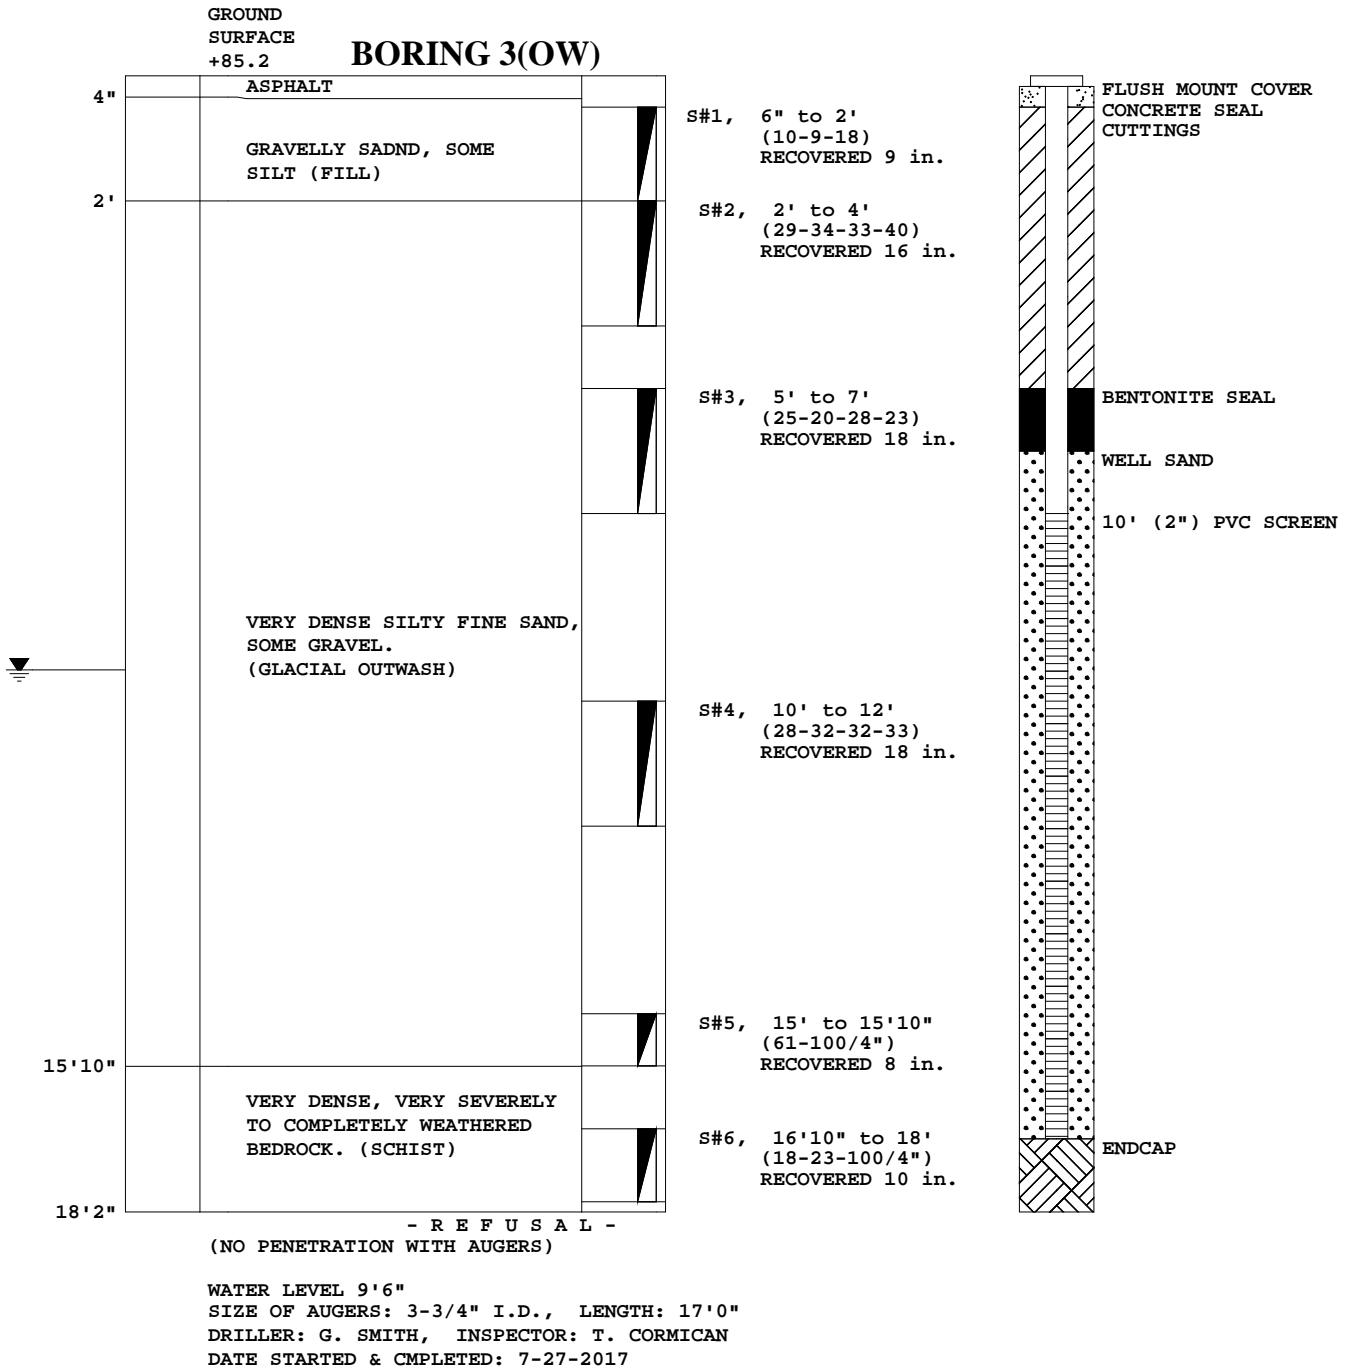 GROUND
SURFACE
+85.2
BORING 3(OW)
ASPHALT
4"
GRAVELLY SADND, SOME
SILT (FILL)
2'
VERY DENSE SILTY FINE SAND,
SOME GRAVEL.
(GLACIAL OUTWASH)
15'10"
VERY DENSE, VERY SEVERELY
TO COMPLETELY WEATHERED
BEDROCK. (SCHIST)
18'2"
S#1, 6" to 2'
(10-9-18)
RECOVERED 9 in.
S#2, 2' to 4'
(29-34-33-40)
RECOVERED 16 in.
S#3, 5' to 7'
(25-20-28-23)
RECOVERED 18 in.
S#4, 10' to 12'
(28-32-32-33)
RECOVERED 18 in.
S#5, 15' to 15'10"
(61-100/4")
RECOVERED 8 in.
S#6, 16'10" to 18'
(18-23-100/4")
RECOVERED 10 in.
FLUSH MOUNT COVER
CONCRETE SEAL
CUTTINGS
BENTONITE SEAL
WELL SAND
10' (2") PVC SCREEN
ENDCAP
- R E F U S A L -
(NO PENETRATION WITH AUGERS)
WATER LEVEL 9'6"
SIZE OF AUGERS: 3-3/4" I.D., LENGTH: 17'0"
DRILLER: G. SMITH, INSPECTOR: T. CORMICAN
DATE STARTED & CMPLETED: 7-27-2017